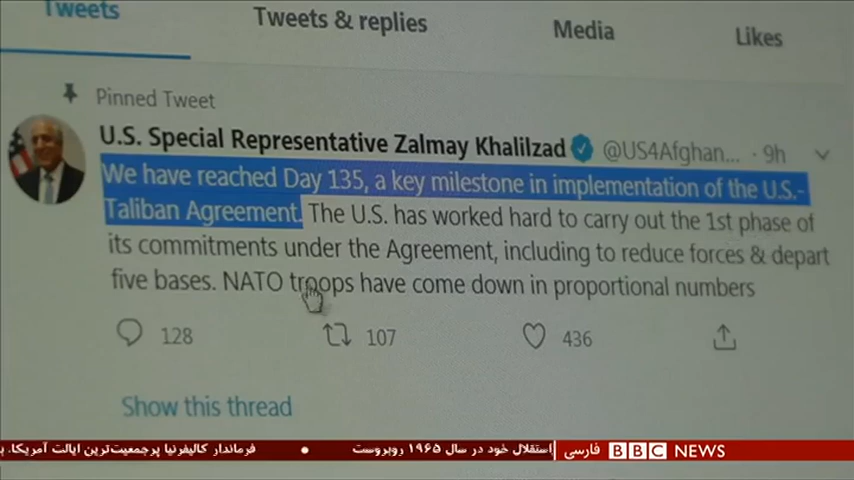 Tweets Tweets & replies Media Likes
Pinned Tweet
U.S. Special Representative Zalmay Khalilzad @US4Afghan... · 9h
We have reached Day 135, a key milestone in implementation of the U.S.-
Taliban Agreement. The U.S. has worked hard to carry out the 1st phase of
its commitments under the Agreement, including to reduce forces & depart
five bases. NATO troops have come down in proportional numbers
128 107 436
Show this thread
استقلال خود در سال ۱۹۶۵ روبروست • فرماندار کالیفرنیا پرجمعیت‌ترین ایالت آمریکا،
BBC NEWS فارسی